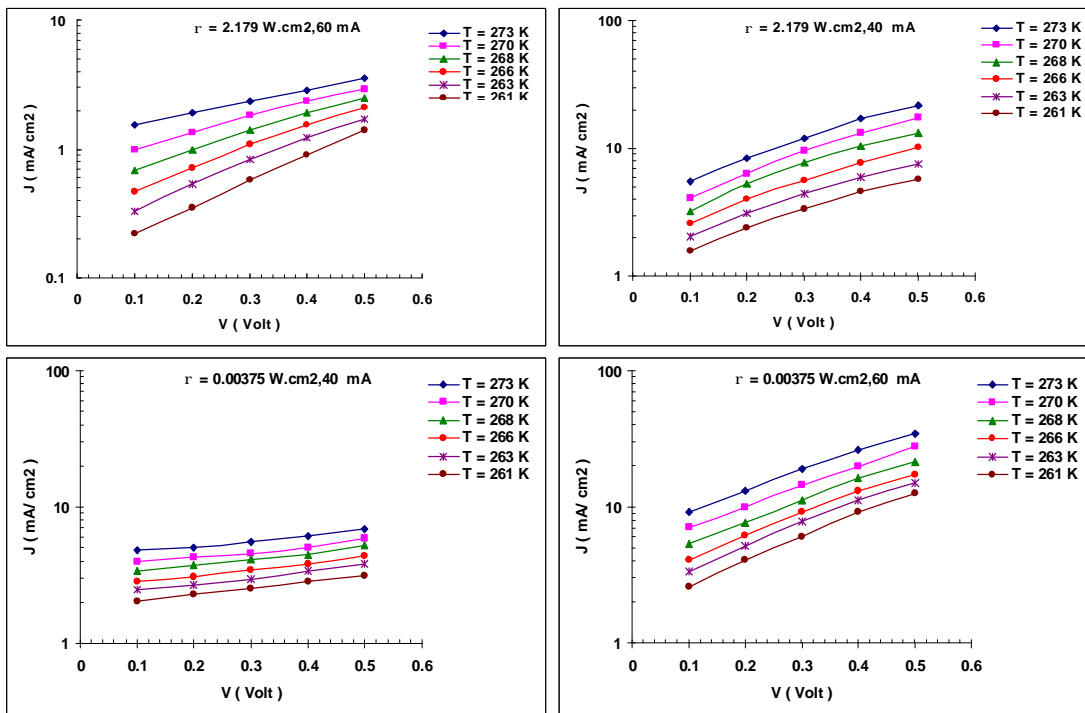 r = 2.179 W.cm2,60 mA
10
1
0.1
J ( mA/ cm2)
0 0.1 0.2 0.3 0.4 0.5 0.6
V ( Volt )
T = 273 K
T = 270 K
T = 268 K
T = 266 K
T = 263 K
T = 261 K
r = 2.179 W.cm2,40 mA
100
10
1
J ( mA/ cm2)
0 0.1 0.2 0.3 0.4 0.5 0.6
V ( Volt )
T = 273 K
T = 270 K
T = 268 K
T = 266 K
T = 263 K
T = 261 K
r = 0.00375 W.cm2,40 mA
100
10
1
J ( mA/ cm2)
0 0.1 0.2 0.3 0.4 0.5 0.6
V ( Volt )
T = 273 K
T = 270 K
T = 268 K
T = 266 K
T = 263 K
T = 261 K
r = 0.00375 W.cm2,60 mA
100
10
1
J ( mA/ cm2)
0 0.1 0.2 0.3 0.4 0.5 0.6
V ( Volt )
T = 273 K
T = 270 K
T = 268 K
T = 266 K
T = 263 K
T = 261 K